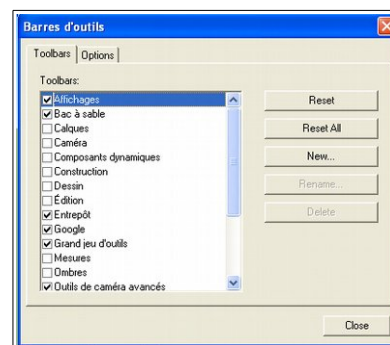 Barres d'outils
Toolbars Options
Toolbars:
Affichages
Bac à sable
Calques
Caméra
Composants dynamiques
Construction
Dessin
Édition
Entrepôt
Google
Grand jeu d'outils
Mesures
Ombres
Outils de caméra avancés
Reset
Reset All
New...
Rename...
Delete
Close